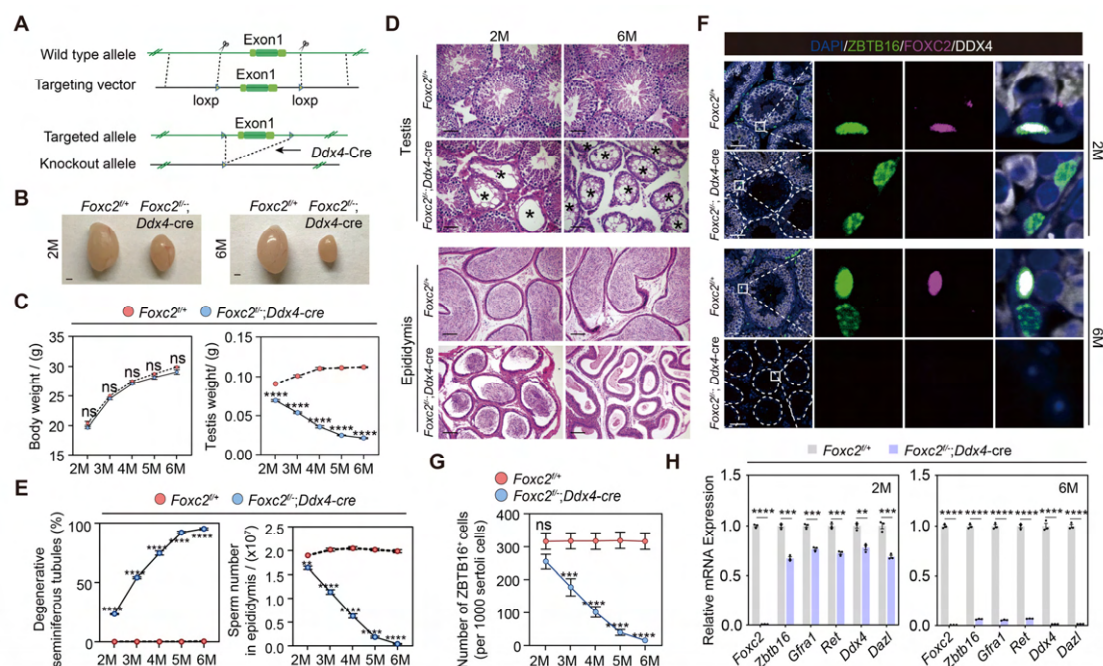 A
Wild type allele
Exon1
Targeting vector
Exon1
loxp
loxp
Targeted allele
Exon1
Ddx4-Cre
Knockout allele
B
Foxc2f/+
Foxc2f/-;
Ddx4-cre
Foxc2f/+
Foxc2f/-;
Ddx4-cre
2M
6M
C
Foxc2f/+
Foxc2f/-;Ddx4-cre
Body weight / (g)
35
30
25
20
15
10
ns
ns
ns
ns
ns
2M 3M 4M 5M 6M
Testis weight/ (g)
0.15
0.10
0.05
0.00
****
****
****
****
****
2M 3M 4M 5M 6M
D
2M
6M
Testis
Foxc2f/+
Foxc2f/-;Ddx4-cre
* * *
* * * * * * * *
Epididymis
Foxc2f/+
Foxc2f/-;Ddx4-cre
E
Foxc2f/+
Foxc2f/-;Ddx4-cre
Degenerative
seminiferous tubules (%)
100
50
0
****
****
****
****
****
2M 3M 4M 5M 6M
Sperm number
in epididymis / (x10⁷)
3
2
1
0
**
****
****
****
****
2M 3M 4M 5M 6M
F
DAPI/ZBTB16/FOXC2/DDX4
Foxc2f/+
Foxc2f/-; Ddx4-cre
2M
Foxc2f/+
Foxc2f/-; Ddx4-cre
6M
G
Foxc2f/+
Foxc2f/-;Ddx4-cre
Number of ZBTB16⁺ cells
(per 1000 sertoli cells)
400
300
200
100
0
ns
***
****
****
****
2M 3M 4M 5M 6M
H
Foxc2f/+
Foxc2f/-;Ddx4-cre
Relative mRNA Expression
1.5
1.0
0.5
0.0
2M
**** *** *** *** ** ***
Foxc2 Zbtb16 Gfra1 Ret Ddx4 Dazl
1.5
1.0
0.5
0.0
6M
**** **** **** **** **** ****
Foxc2 Zbtb16 Gfra1 Ret Ddx4 Dazl